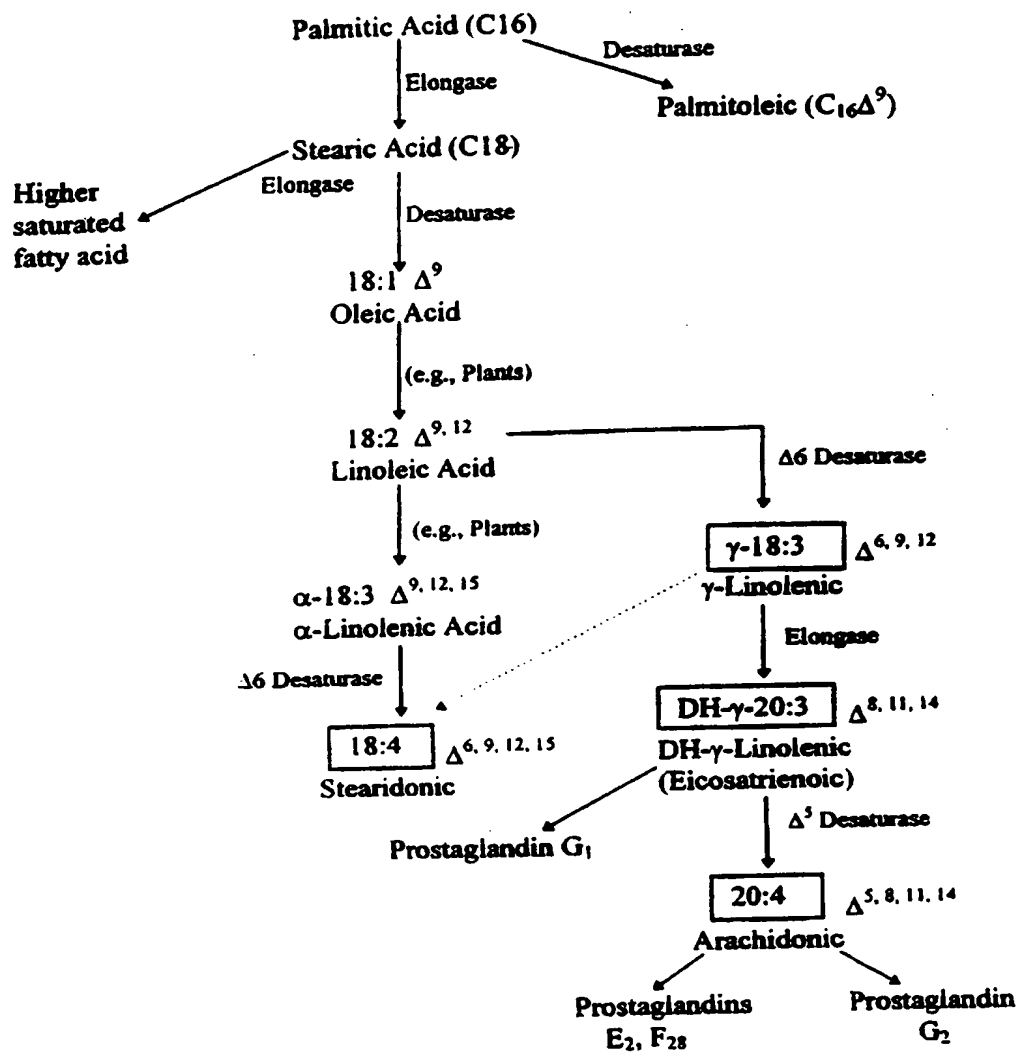 Palmitic Acid (C16)
Desaturase
Elongase
Palmitoleic (C₁₆Δ⁹)
Stearic Acid (C18)
Elongase
Higher
saturated
fatty acid
Desaturase
18:1 Δ⁹
Oleic Acid
(e.g., Plants)
18:2 Δ⁹, ¹²
Linoleic Acid
Δ6 Desaturase
(e.g., Plants)
γ-18:3 Δ⁶, ⁹, ¹²
γ-Linolenic
α-18:3 Δ⁹, ¹², ¹⁵
α-Linolenic Acid
Elongase
Δ6 Desaturase
DH-γ-20:3 Δ⁸, ¹¹, ¹⁴
DH-γ-Linolenic
(Eicosatrienoic)
18:4 Δ⁶, ⁹, ¹², ¹⁵
Stearidonic
Δ⁵ Desaturase
Prostaglandin G₁
20:4 Δ⁵, ⁸, ¹¹, ¹⁴
Arachidonic
Prostaglandins
E₂, F₂₈
Prostaglandin
G₂